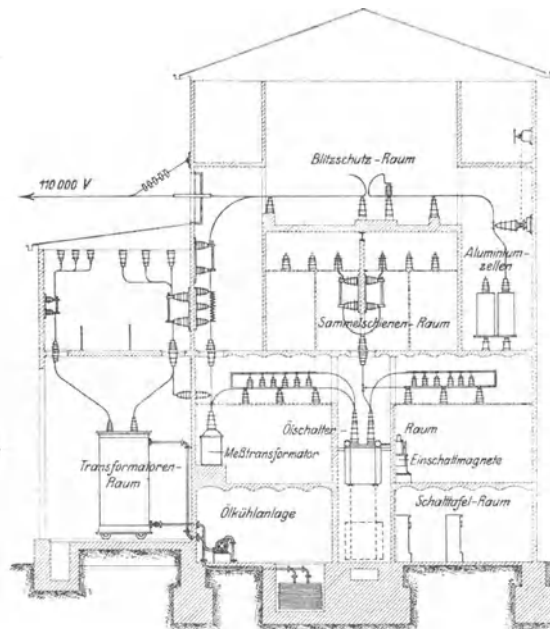 110 000 V
Blitzschutz-Raum
Aluminium-
zellen
Sammelschienen-Raum
Ölschalter
Raum
Meßtransformator
Einschaltmagnete
Transformatoren-
Raum
Ölkühlanlage
Schalttafel-Raum